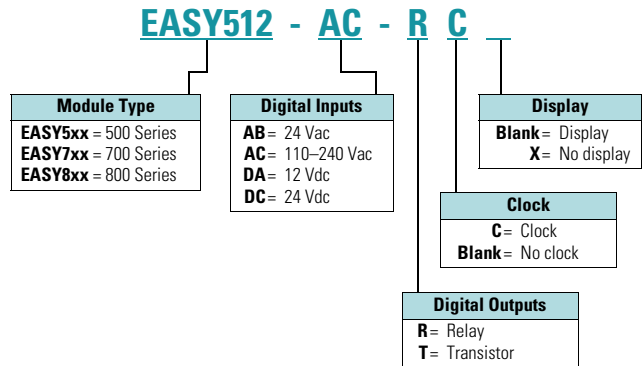 EASY512 - AC - R C
Module Type
EASY5xx = 500 Series
EASY7xx = 700 Series
EASY8xx = 800 Series
Digital Inputs
AB = 24 Vac
AC = 110–240 Vac
DA = 12 Vdc
DC = 24 Vdc
Display
Blank = Display
X = No display
Clock
C = Clock
Blank = No clock
Digital Outputs
R = Relay
T = Transistor